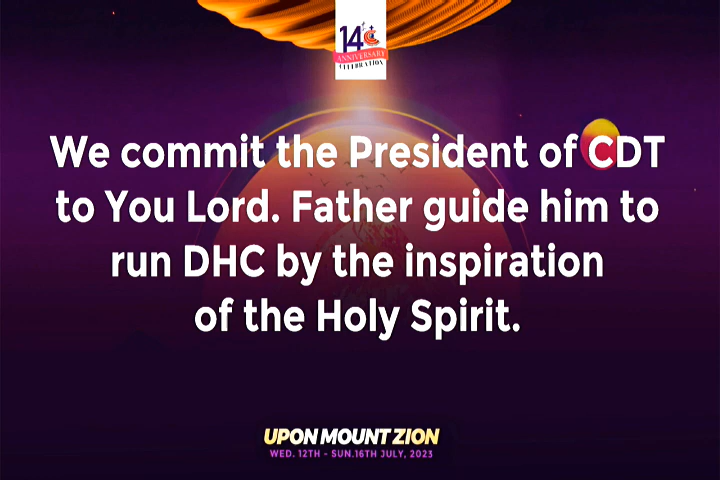 14
ANNIVERSARY
CELEBRATION
We commit the President of CDT
to You Lord. Father guide him to
run DHC by the inspiration
of the Holy Spirit.
UPON MOUNT ZION
WED. 12TH - SUN.16TH JULY, 2023